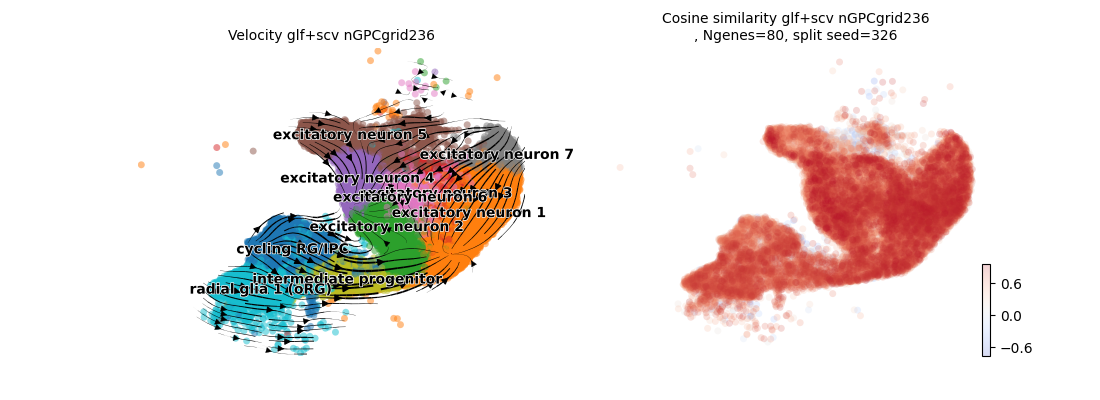 Velocity glf+scv nGPCgrid236
Cosine similarity glf+scv nGPCgrid236
, Ngenes=80, split seed=326
excitatory neuron 5
excitatory neuron 7
excitatory neuron 4
excitatory neuron 3
excitatory neuron 6
excitatory neuron 1
excitatory neuron 2
cycling RG/IPC
intermediate progenitor
radial glia 1 (oRG)
0.6
0.0
−0.6